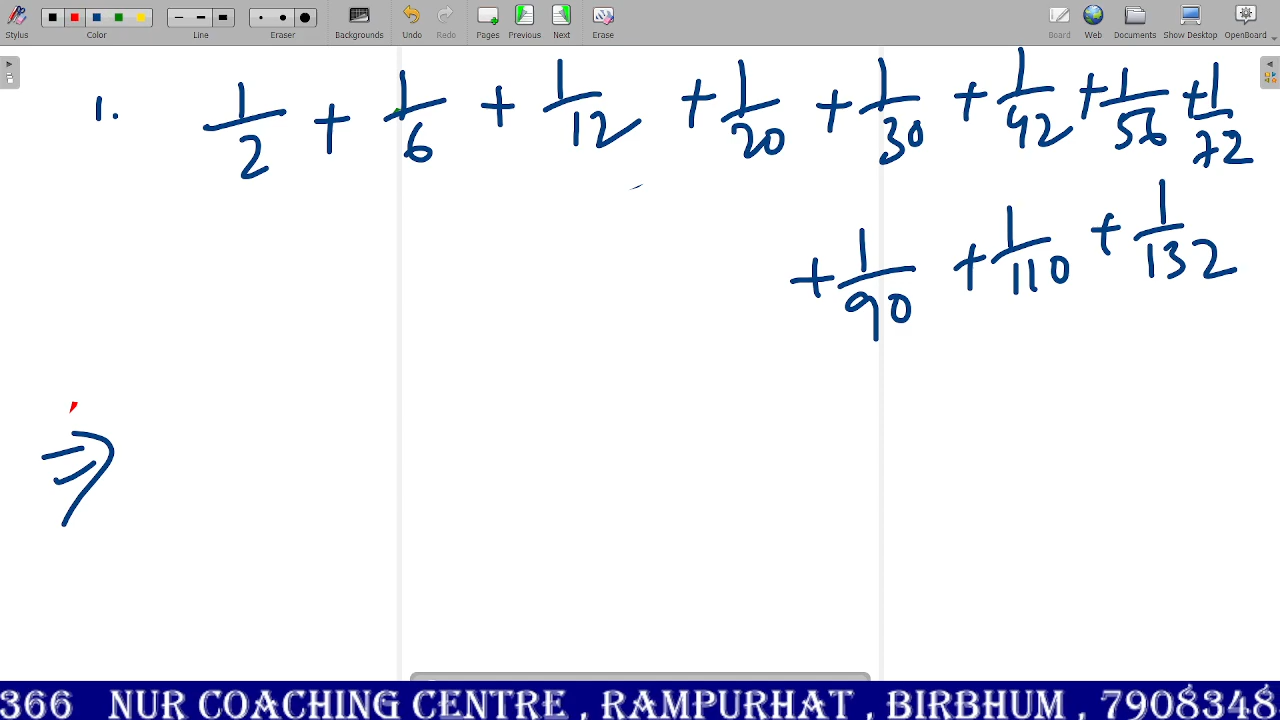 Stylus Color Line Eraser Backgrounds Undo Redo Pages Previous Next Erase Board Web Documents Show Desktop OpenBoard
1. 1/2 + 1/6 + 1/12 + 1/20 + 1/30 + 1/42 + 1/56 + 1/72
+ 1/90 + 1/110 + 1/132
⇒
366 NUR COACHING CENTRE , RAMPURHAT , BIRBHUM , 7908348